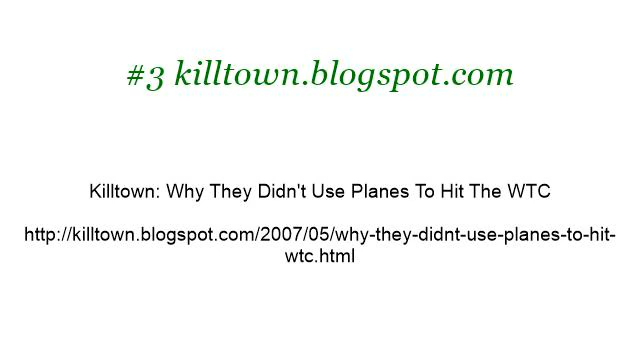 #3 killtown.blogspot.com
Killtown: Why They Didn't Use Planes To Hit The WTC
http://killtown.blogspot.com/2007/05/why-they-didnt-use-planes-to-hit-
wtc.html